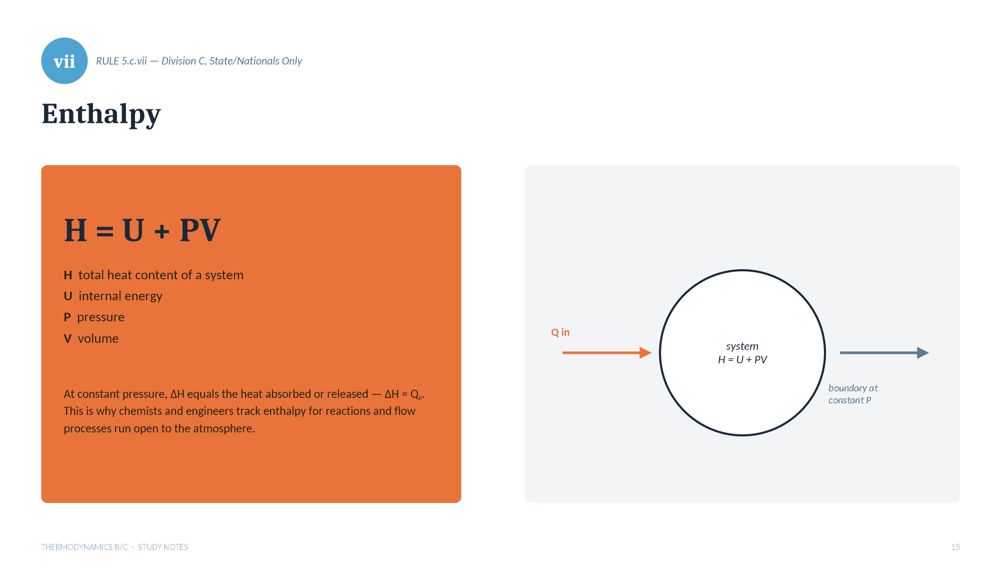 vii
RULE 5.c.vii — Division C, State/Nationals Only
Enthalpy
H = U + PV
H total heat content of a system
U internal energy
P pressure
V volume
At constant pressure, ΔH equals the heat absorbed or released — ΔH = Qₚ.
This is why chemists and engineers track enthalpy for reactions and flow
processes run open to the atmosphere.
Q in
system
H = U + PV
boundary at
constant P
THERMODYNAMICS B/C · STUDY NOTES
15